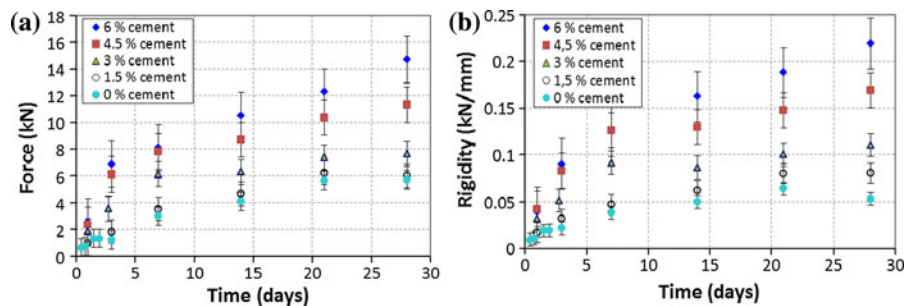 (a)
18
16
14
12
10
8
6
4
2
0
Force (kN)
6 % cement
4.5 % cement
3 % cement
1.5 % cement
0 % cement
0 5 10 15 20 25 30
Time (days)
(b)
0.25
0.2
0.15
0.1
0.05
0
Rigidity (kN/mm)
6 % cement
4,5 % cement
3 % cement
1,5 % cement
0 % cement
0 5 10 15 20 25 30
Time (days)